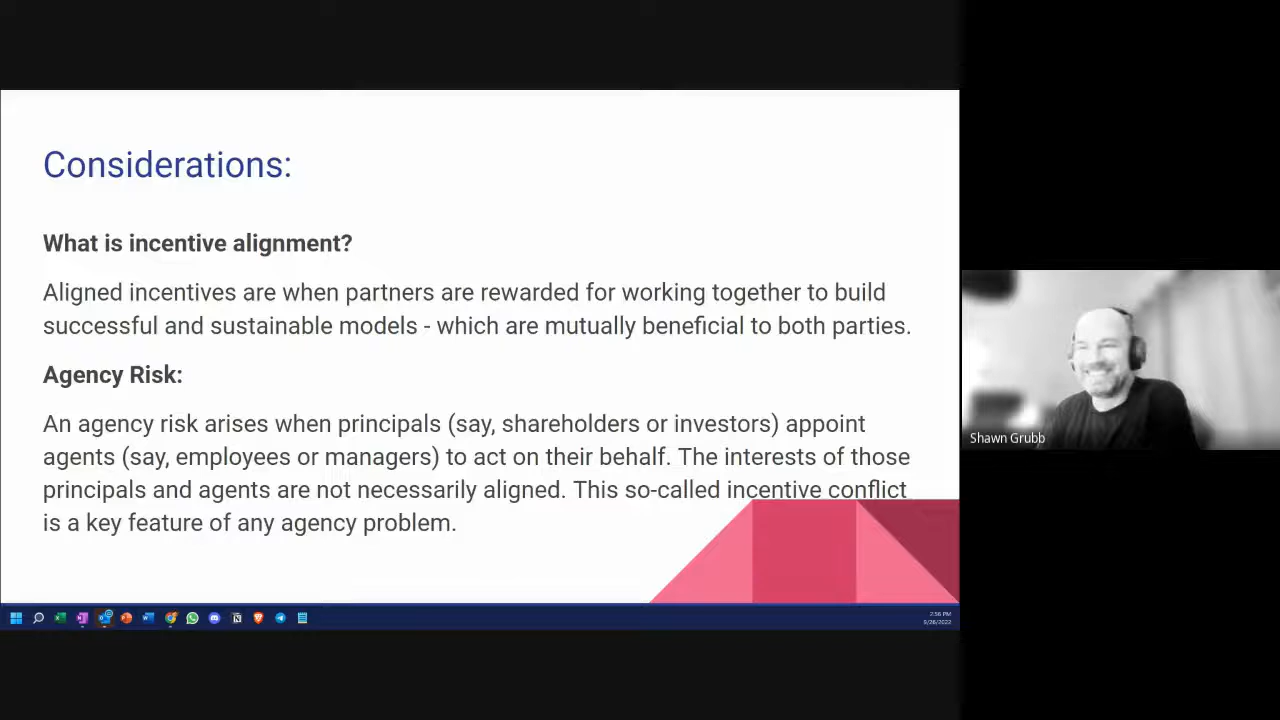 Considerations:
What is incentive alignment?
Aligned incentives are when partners are rewarded for working together to build
successful and sustainable models - which are mutually beneficial to both parties.
Agency Risk:
An agency risk arises when principals (say, shareholders or investors) appoint
agents (say, employees or managers) to act on their behalf. The interests of those
principals and agents are not necessarily aligned. This so-called incentive conflict
is a key feature of any agency problem.
Shawn Grubb
2:56 PM